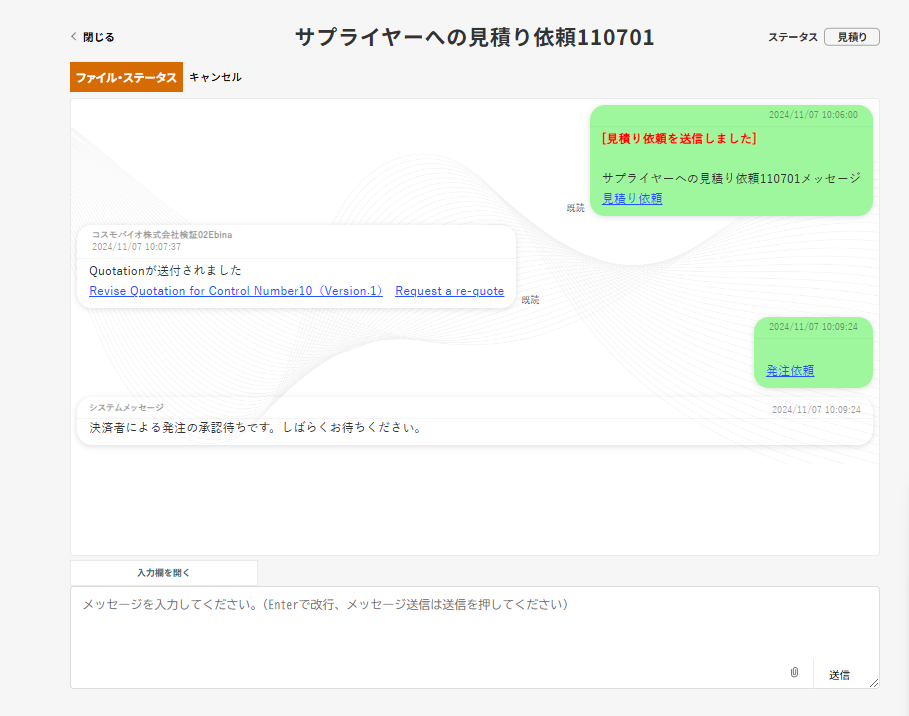 閉じる
サプライヤーへの見積り依頼110701
ステータス 見積り
ファイル・ステータス キャンセル
2024/11/07 10:06:00
[見積り依頼を送信しました]
サプライヤーへの見積り依頼110701メッセージ
見積り依頼
既読
コスモバイオ株式会社検証02Ebina
2024/11/07 10:07:37
Quotationが送付されました
Revise Quotation for Control Number10（Version.1） Request a re-quote
既読
2024/11/07 10:09:24
発注依頼
システムメッセージ 2024/11/07 10:09:24
決済者による発注の承認待ちです。しばらくお待ちください。
入力欄を開く
メッセージを入力してください。（Enterで改行、メッセージ送信は送信を押してください）
送信